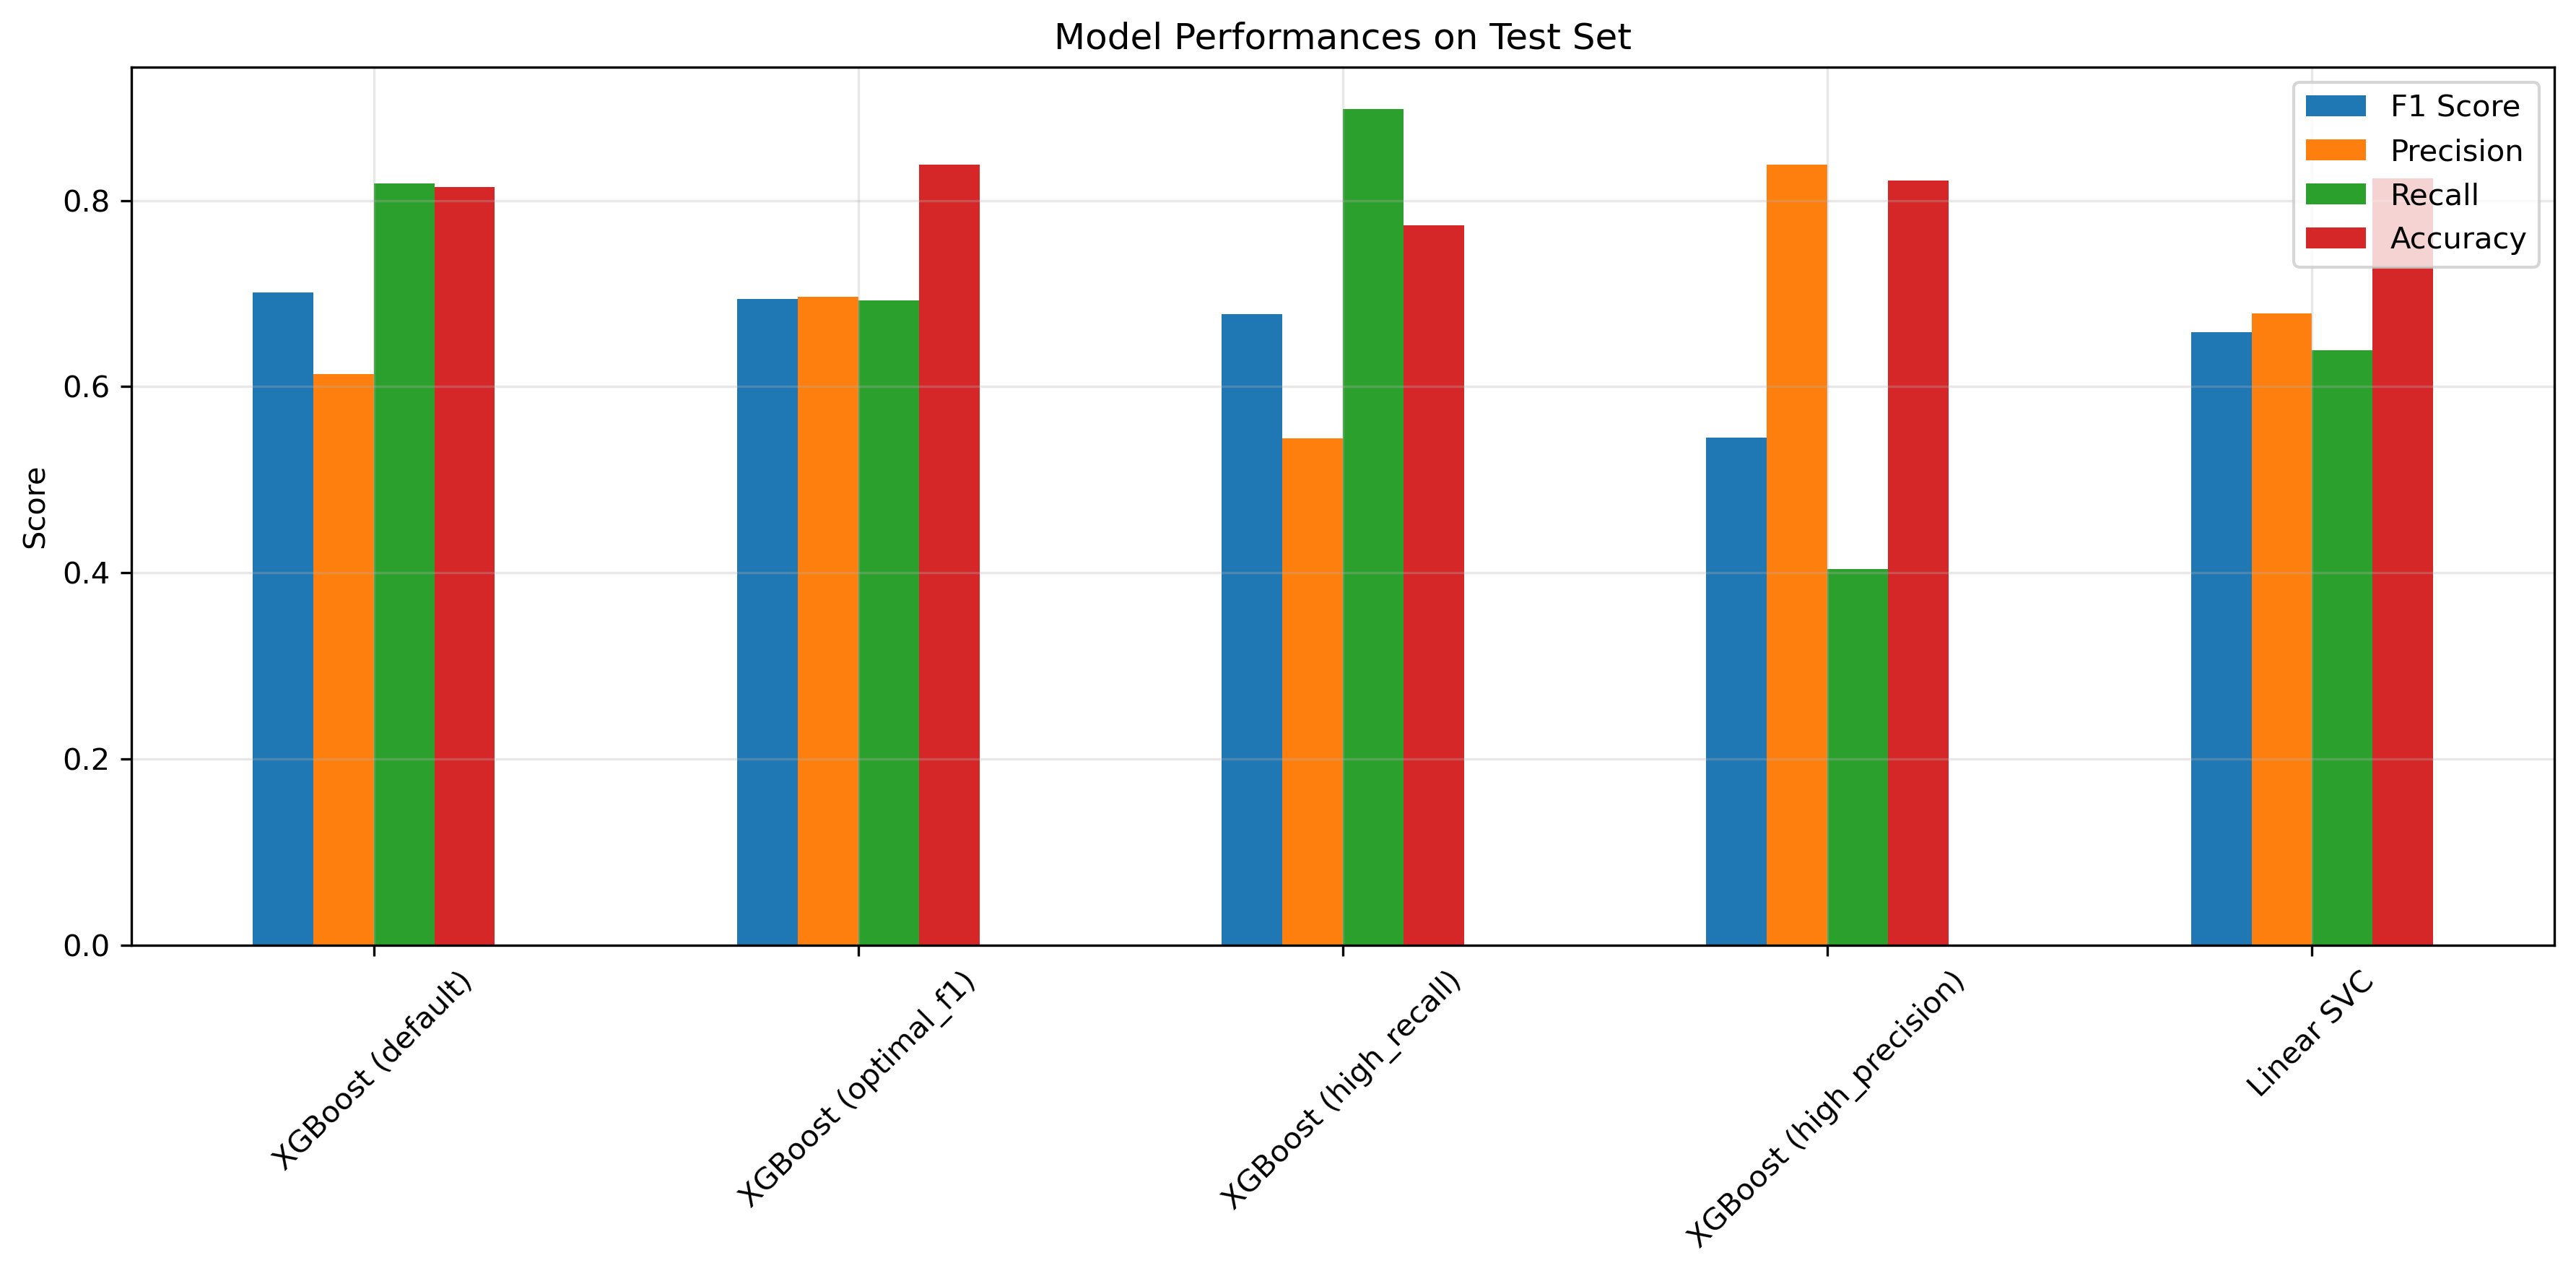 Model Performances on Test Set
F1 Score
Precision
Recall
Accuracy
Score
0.8
0.6
0.4
0.2
0.0
XGBoost (default)
XGBoost (optimal_f1)
XGBoost (high_recall)
XGBoost (high_precision)
Linear SVC